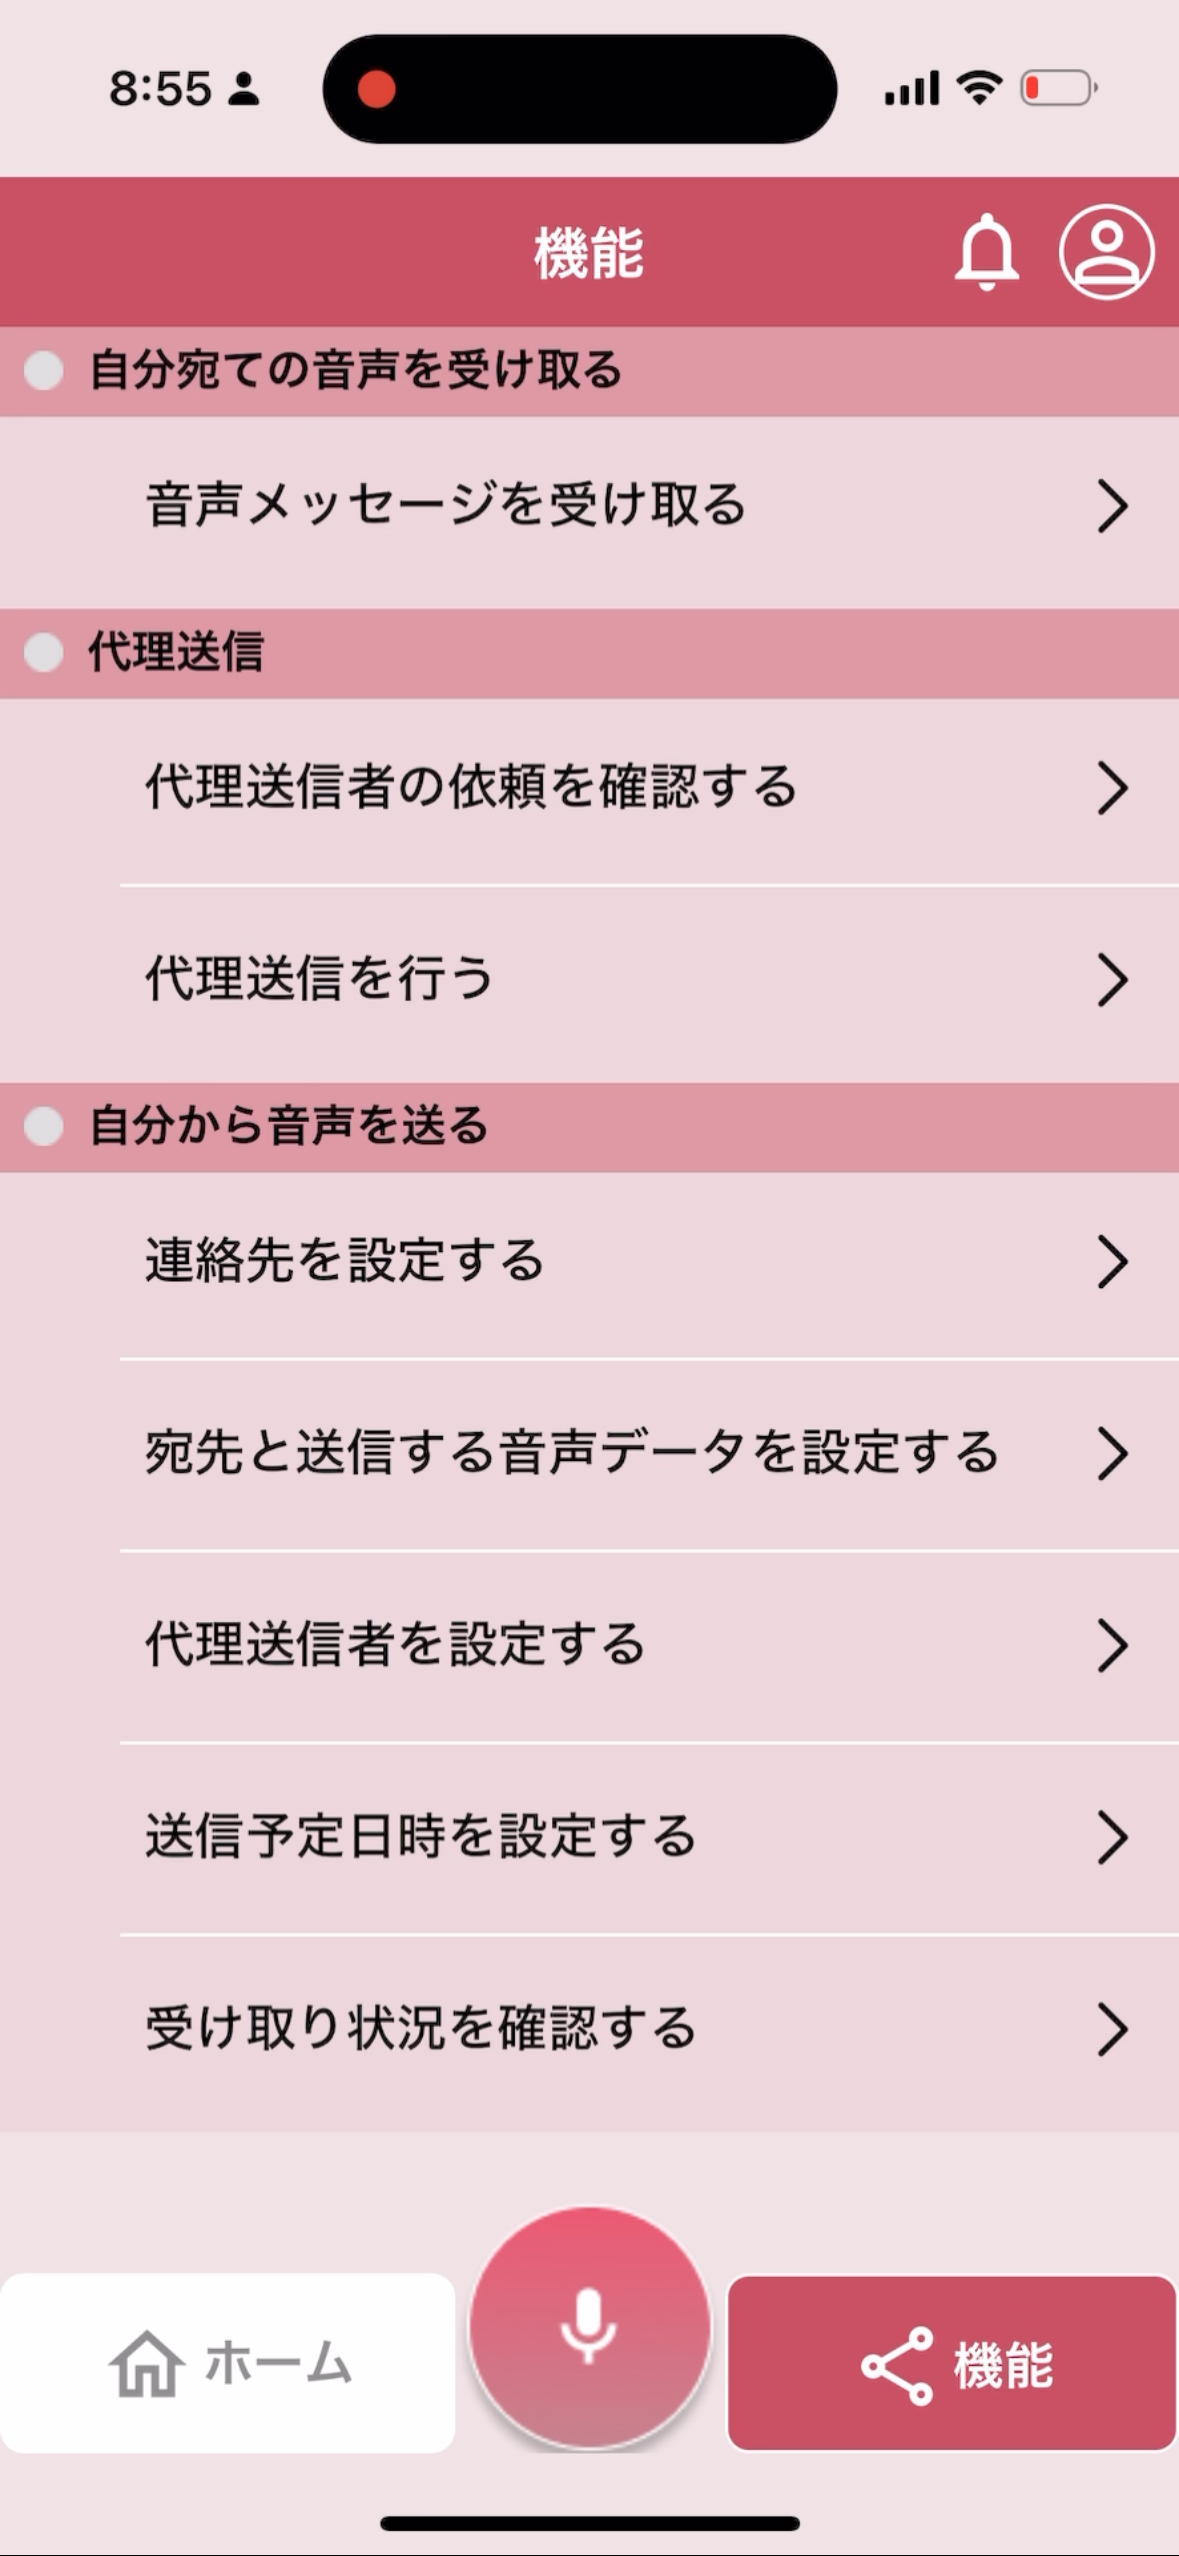 8:55
機能
自分宛ての音声を受け取る
音声メッセージを受け取る
代理送信
代理送信者の依頼を確認する
代理送信を行う
自分から音声を送る
連絡先を設定する
宛先と送信する音声データを設定する
代理送信者を設定する
送信予定日時を設定する
受け取り状況を確認する
ホーム
機能